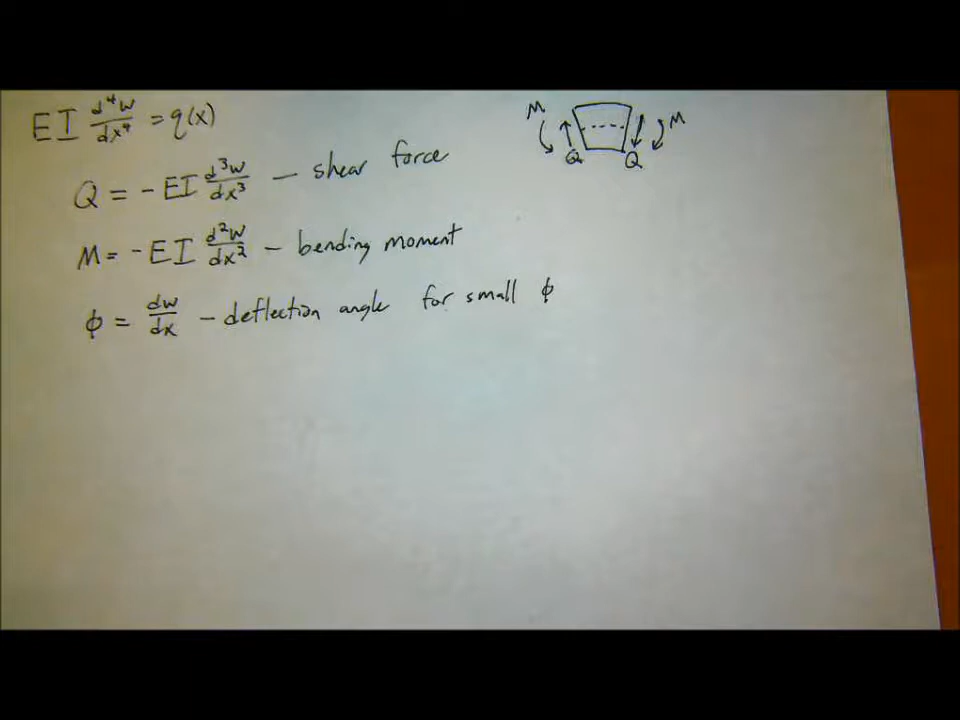 EI d⁴w/dx⁴ = q(x)
Q = -EI d³w/dx³ — shear force
M = -EI d²w/dx² — bending moment
ϕ = dw/dx — deflection angle for small ϕ
M Q Q M